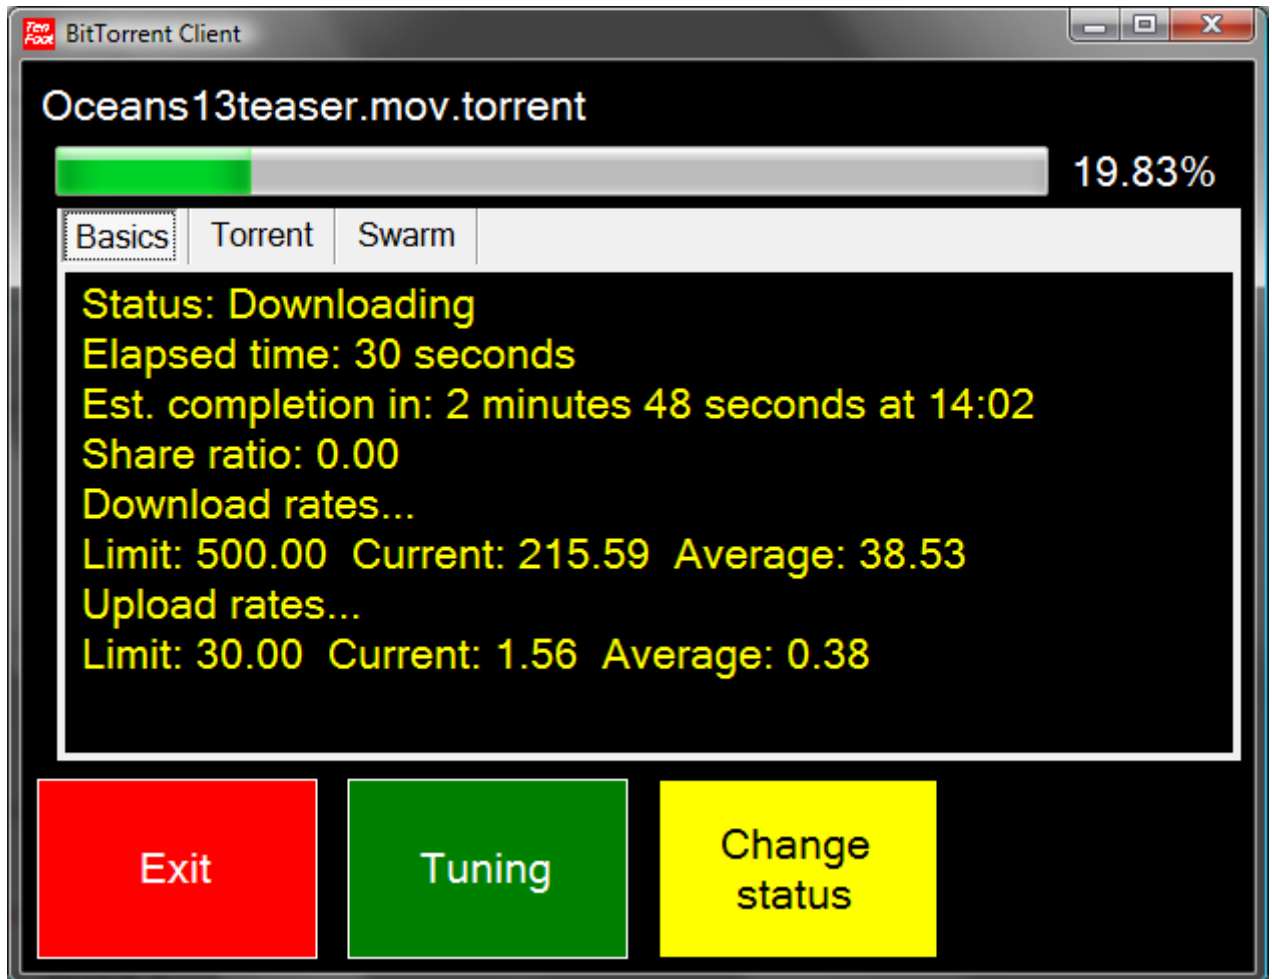 Ten
Foot
BitTorrent Client
X
Oceans13teaser.mov.torrent
19.83%
Basics Torrent Swarm
Status: Downloading
Elapsed time: 30 seconds
Est. completion in: 2 minutes 48 seconds at 14:02
Share ratio: 0.00
Download rates...
Limit: 500.00 Current: 215.59 Average: 38.53
Upload rates...
Limit: 30.00 Current: 1.56 Average: 0.38
Exit
Tuning
Change
status